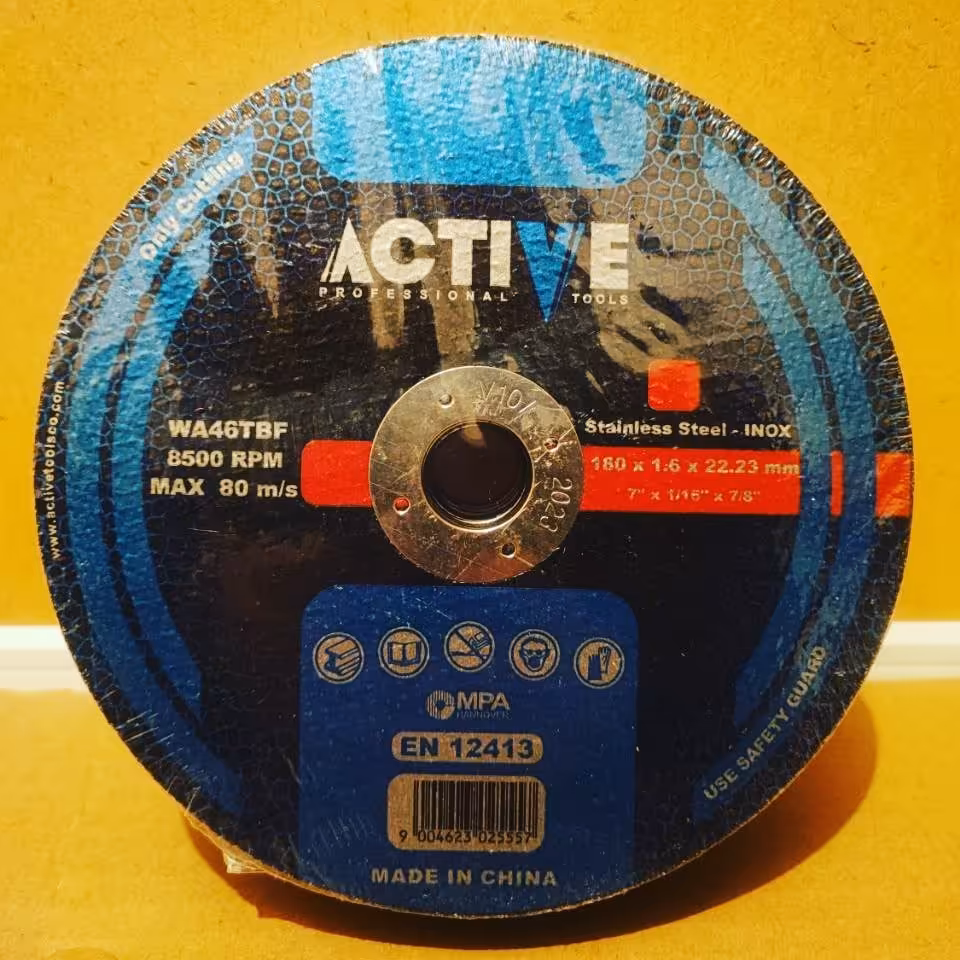 Only Cutting
ACTIVE
PROFESSIONAL TOOLS
www.activetoolsco.com
WA46TBF
8500 RPM
MAX 80 m/s
V10/
2023
Stainless Steel - INOX
180 x 1.6 x 22.23 mm
7" x 1/16" x 7/8"
USE SAFETY GUARD
MPA
HANNOVER
EN 12413
9 004623 025557
MADE IN CHINA